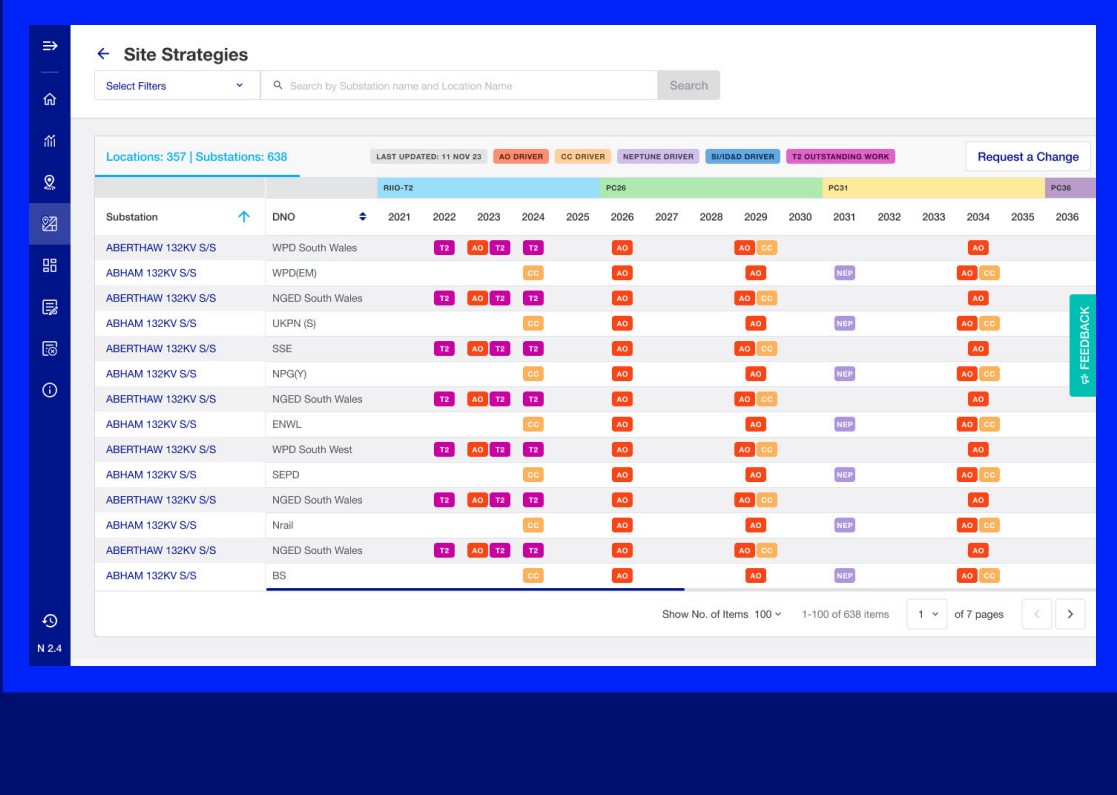 Site Strategies
Select Filters Search by Substation name and Location Name Search
Locations: 357 | Substations: 638 LAST UPDATED: 11 NOV 23 AO DRIVER CC DRIVER NEPTUNE DRIVER SI/ID&D DRIVER T2 OUTSTANDING WORK Request a Change
RIIO-T2 PC26 PC31 PC36
Substation DNO 2021 2022 2023 2024 2025 2026 2027 2028 2029 2030 2031 2032 2033 2034 2035 2036
ABERTHAW 132KV S/S WPD South Wales T2 AO T2 T2 AO AO CC AO
ABHAM 132KV S/S WPD(EM) CC AO AO NEP AO CC
ABERTHAW 132KV S/S NGED South Wales T2 AO T2 T2 AO AO CC AO
ABHAM 132KV S/S UKPN (S) CC AO AO NEP AO CC
ABERTHAW 132KV S/S SSE T2 AO T2 T2 AO AO CC AO
ABHAM 132KV S/S NPG(Y) CC AO AO NEP AO CC
ABERTHAW 132KV S/S NGED South Wales T2 AO T2 T2 AO AO CC AO
ABHAM 132KV S/S ENWL CC AO AO NEP AO CC
ABERTHAW 132KV S/S WPD South West T2 AO T2 T2 AO AO CC AO
ABHAM 132KV S/S SEPD CC AO AO NEP AO CC
ABERTHAW 132KV S/S NGED South Wales T2 AO T2 T2 AO AO CC AO
ABHAM 132KV S/S Nrail CC AO AO NEP AO CC
ABERTHAW 132KV S/S NGED South Wales T2 AO T2 T2 AO AO CC AO
ABHAM 132KV S/S BS CC AO AO NEP AO CC
FEEDBACK
Show No. of Items 100 1-100 of 638 items 1 of 7 pages
N 2.4